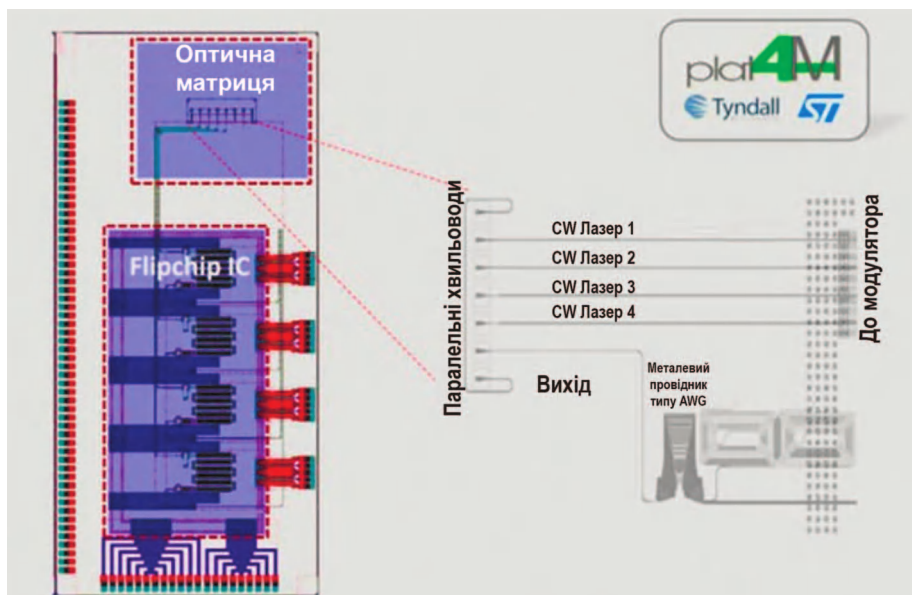 Оптична
матриця
Flipchip IC
plat4M
Tyndall
ST
Паралельні хвильоводи
CW Лазер 1
CW Лазер 2
CW Лазер 3
CW Лазер 4
Вихід
Металевий
провідник
типу AWG
До модулятора